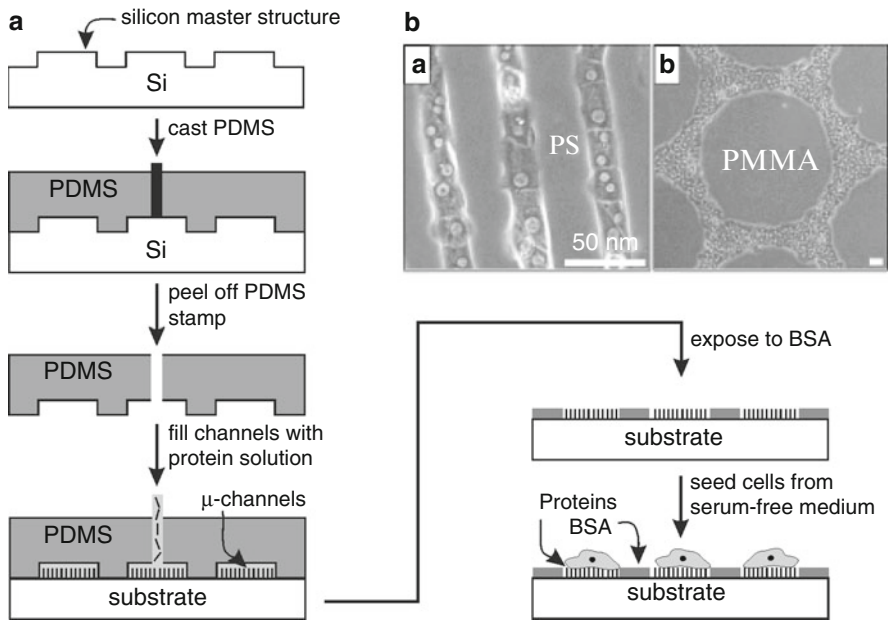 a
silicon master structure
Si
cast PDMS
PDMS
Si
peel off PDMS
stamp
PDMS
fill channels with
protein solution
μ-channels
PDMS
substrate
b
a
PS
50 nm
b
PMMA
expose to BSA
substrate
seed cells from
serum-free medium
Proteins
BSA
substrate